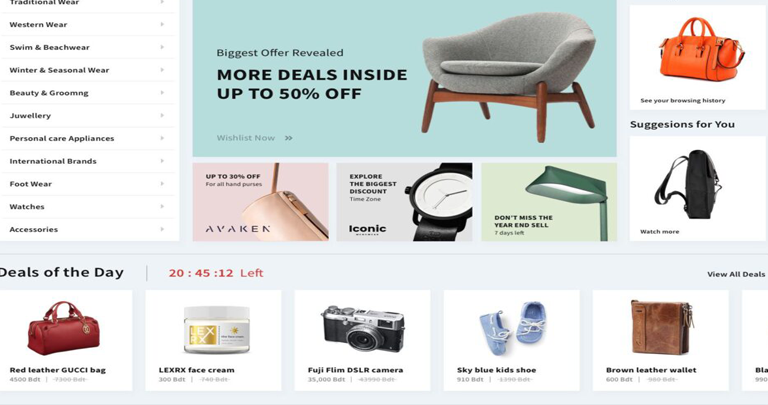 Traditional Wear
Western Wear
Swim & Beachwear
Winter & Seasonal Wear
Beauty & Groomng
Juwellery
Personal care Appliances
International Brands
Foot Wear
Watches
Accessories
Biggest Offer Revealed
MORE DEALS INSIDE
UP TO 50% OFF
Wishlist Now »
UP TO 30% OFF
For all hand purses
AVAKEN
EXPLORE
THE BIGGEST
DISCOUNT
Time Zone
Iconic
DON'T MISS THE
YEAR END SELL
7 days left
See your browsing history
Suggesions for You
Watch more
Deals of the Day
20 : 45 : 12 Left
View All Deals
LEX
RX
Red leather GUCCI bag
4500 Bdt | 7300 Bdt
LEXRX face cream
300 Bdt | 740 Bdt
Fuji Flim DSLR camera
35,000 Bdt | 43990 Bdt
Sky blue kids shoe
910 Bdt | 1390 Bdt
Brown leather wallet
600 Bdt | 900 Bdt
Bla
990